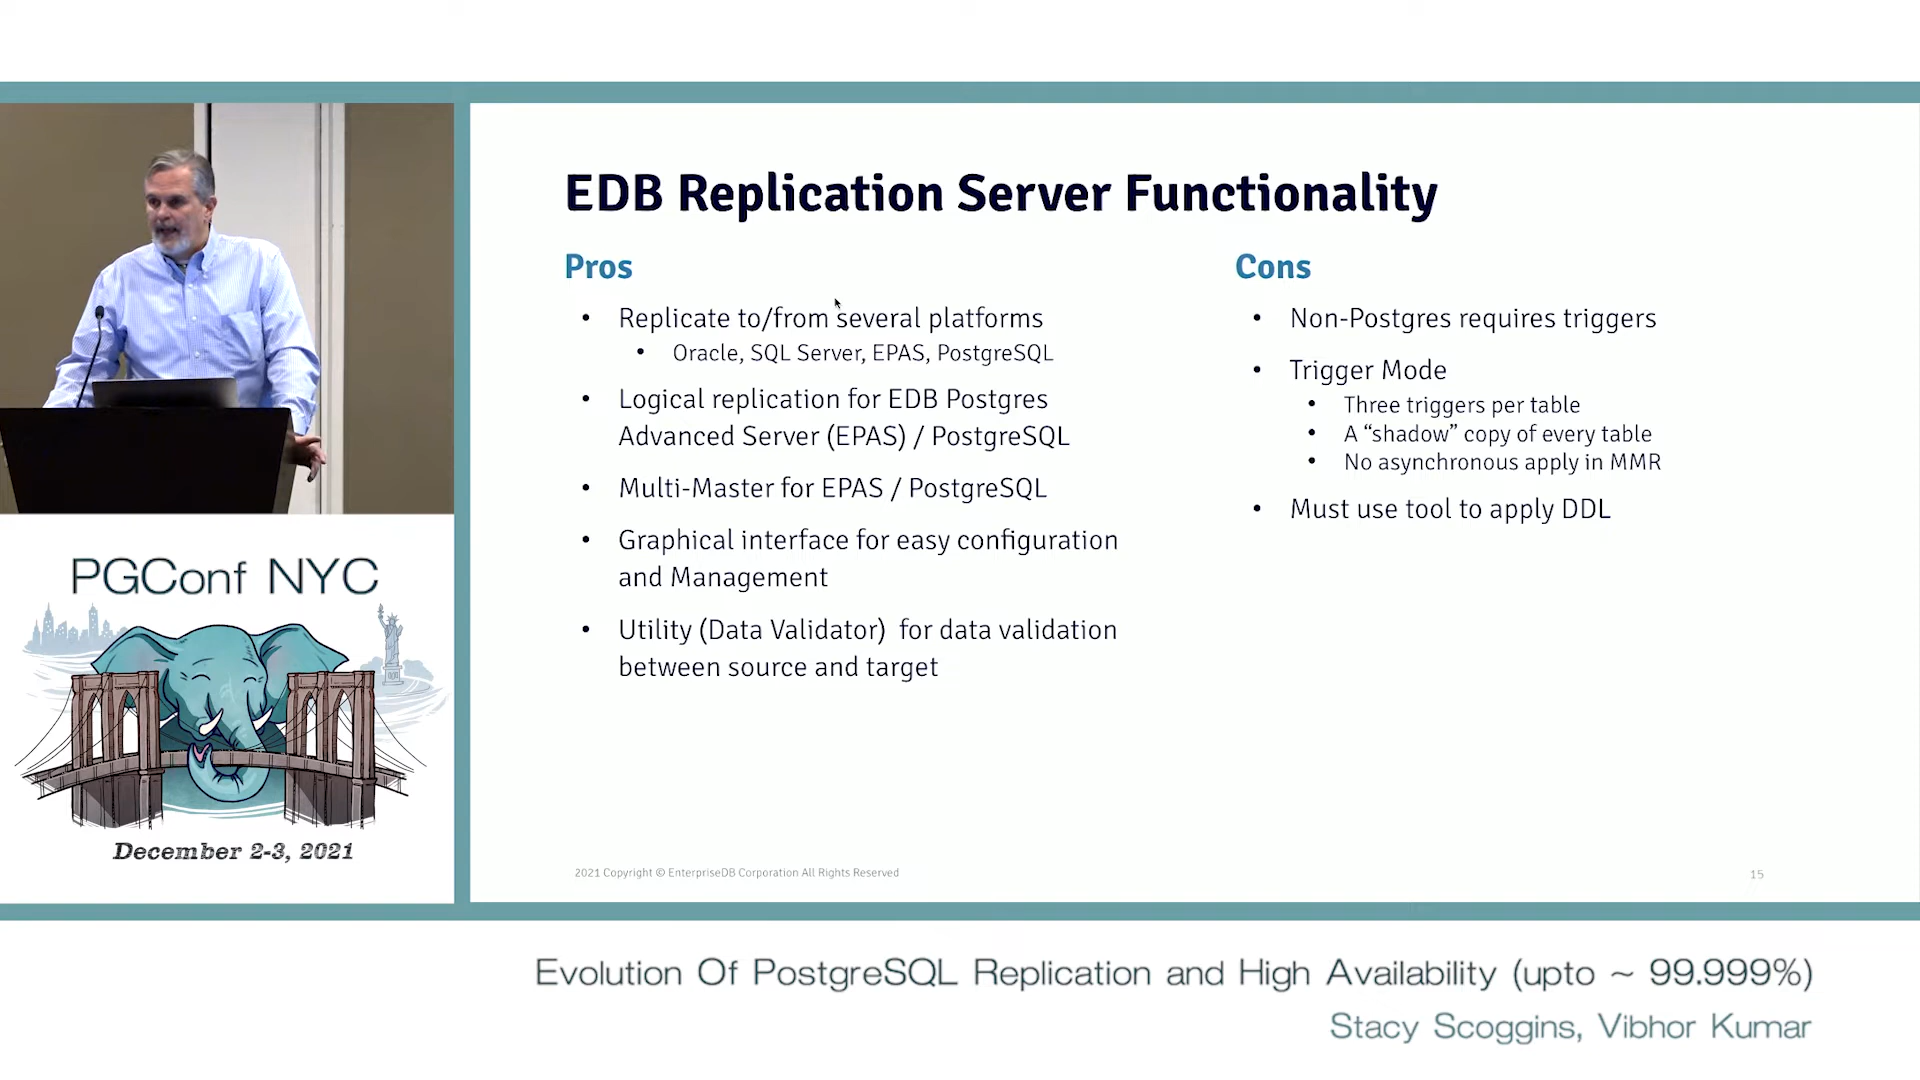 EDB Replication Server Functionality
Pros
• Replicate to/from several platforms
• Oracle, SQL Server, EPAS, PostgreSQL
• Logical replication for EDB Postgres
Advanced Server (EPAS) / PostgreSQL
• Multi-Master for EPAS / PostgreSQL
• Graphical interface for easy configuration
and Management
• Utility (Data Validator) for data validation
between source and target
Cons
• Non-Postgres requires triggers
• Trigger Mode
• Three triggers per table
• A “shadow” copy of every table
• No asynchronous apply in MMR
• Must use tool to apply DDL
2021 Copyright © EnterpriseDB Corporation All Rights Reserved
15
PGConf NYC
December 2-3, 2021
Evolution Of PostgreSQL Replication and High Availability (upto ~ 99.999%)
Stacy Scoggins, Vibhor Kumar